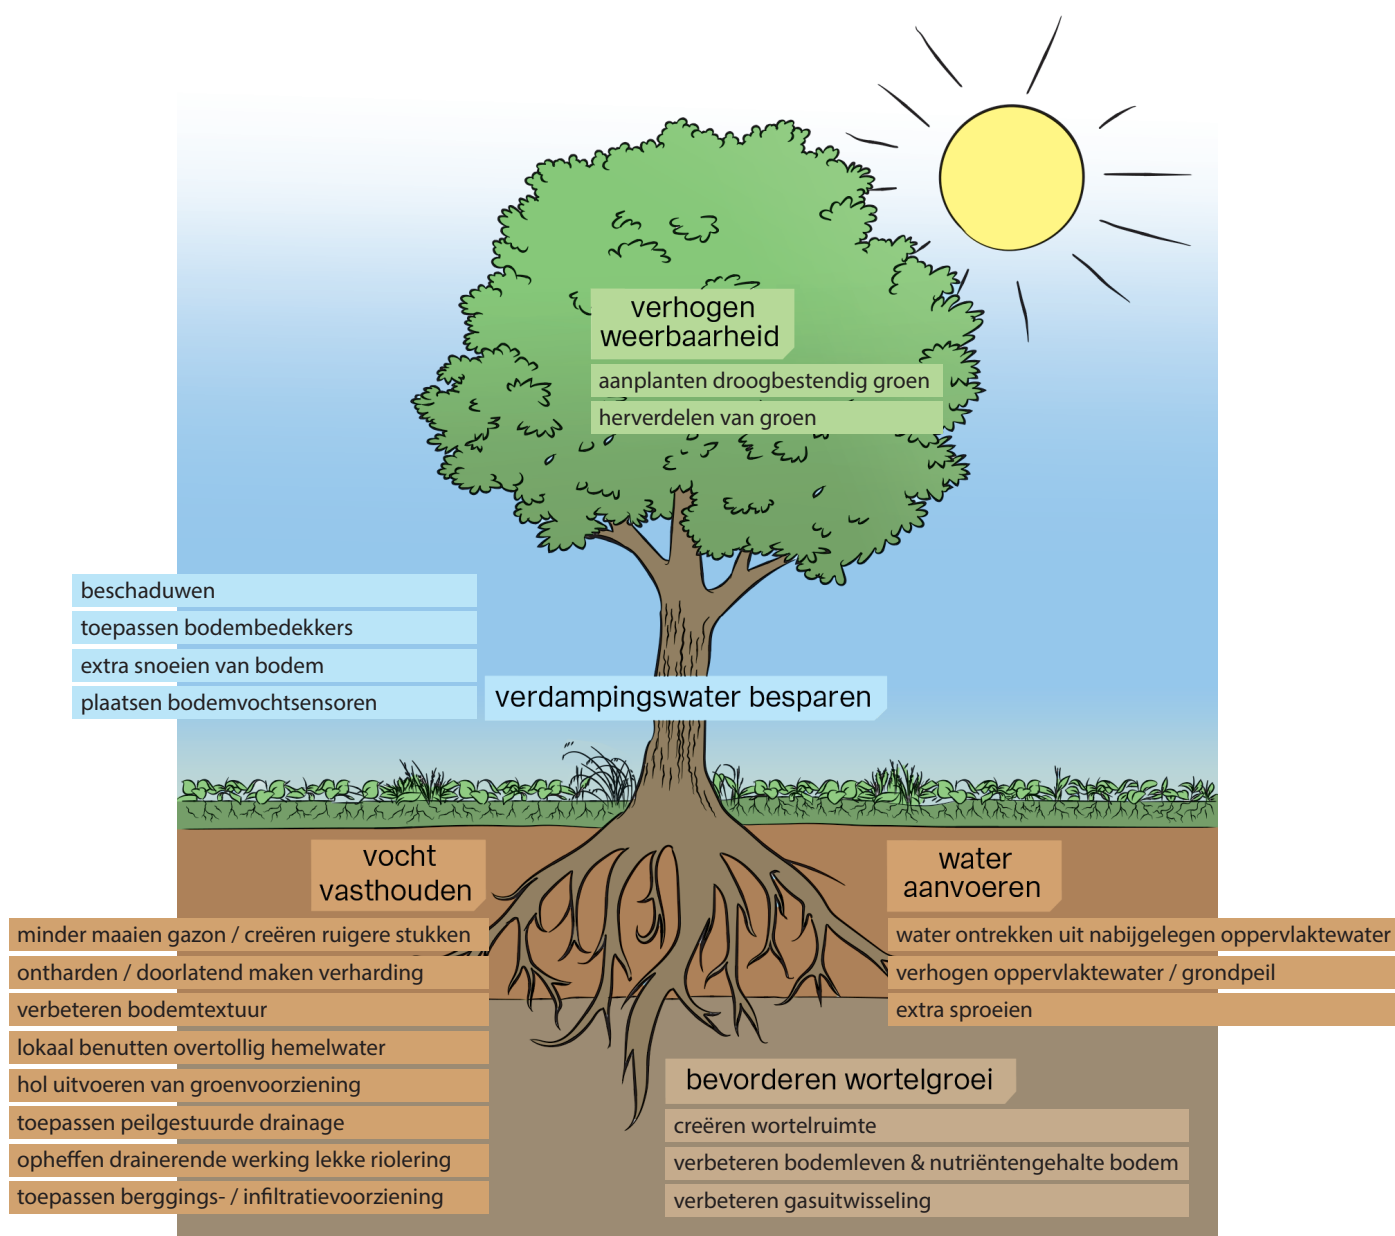 verhogen
weerbaarheid
aanplanten droogbestendig groen
herverdelen van groen
beschaduwen
toepassen bodembedekkers
extra snoeien van bodem
plaatsen bodemvochtsensoren
verdampingswater besparen
vocht
vasthouden
minder maaien gazon / creëren ruigere stukken
ontharden / doorlatend maken verharding
verbeteren bodemtextuur
lokaal benutten overtollig hemelwater
hol uitvoeren van groenvoorziening
toepassen peilgestuurde drainage
opheffen drainerende werking lekke riolering
toepassen berggings- / infiltratievoorziening
water
aanvoeren
water ontrekken uit nabijgelegen oppervlaktewater
verhogen oppervlaktewater / grondpeil
extra sproeien
bevorderen wortelgroei
creëren wortelruimte
verbeteren bodemleven & nutriëntengehalte bodem
verbeteren gasuitwisseling